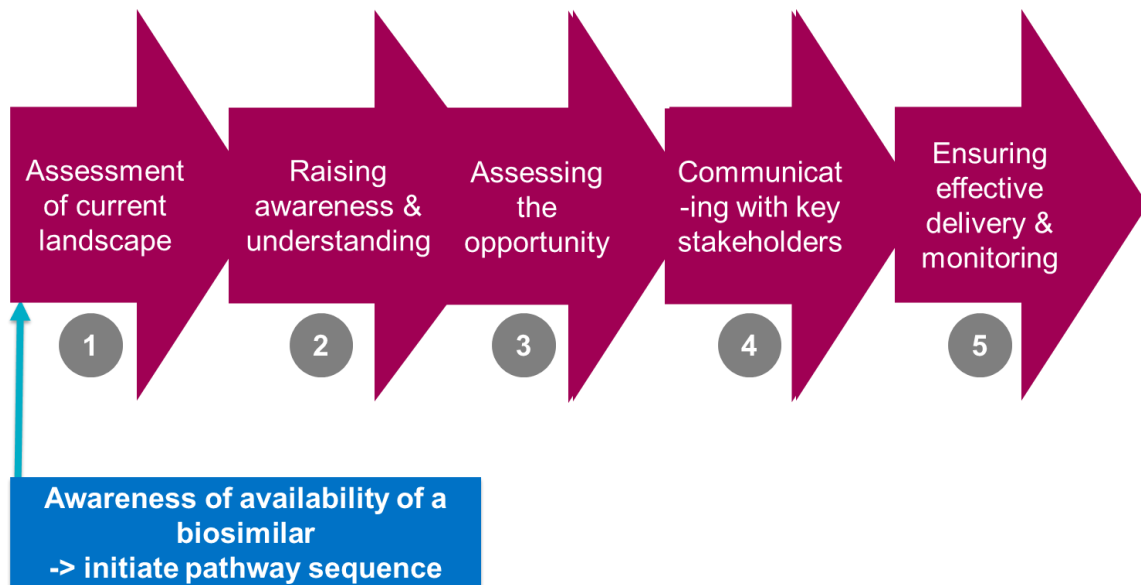 Assessment
of current
landscape
Raising
awareness &
understanding
Assessing
the
opportunity
Communicat
-ing with key
stakeholders
Ensuring
effective
delivery &
monitoring
1
2
3
4
5
Awareness of availability of a
biosimilar
-> initiate pathway sequence